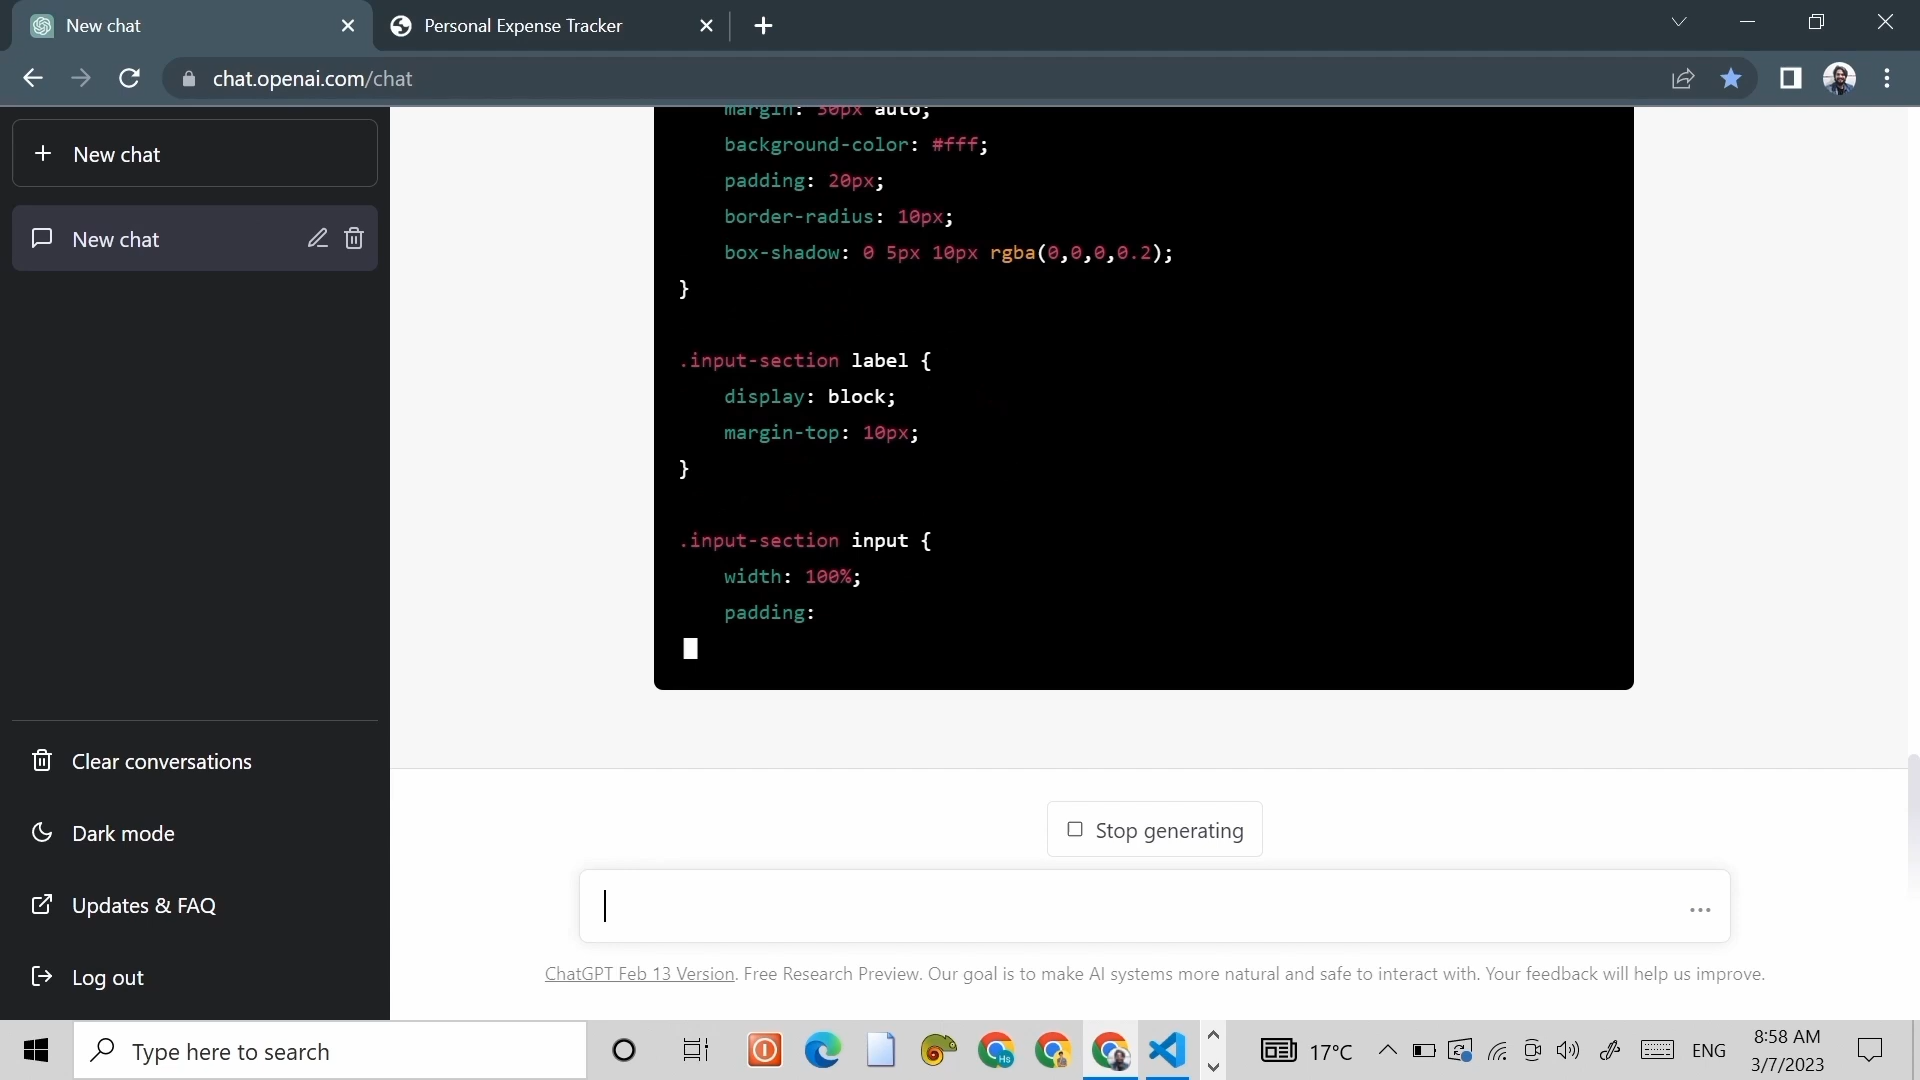 New chat
Personal Expense Tracker
chat.openai.com/chat
New chat
New chat
margin: 50px auto;
background-color: #fff;
padding: 20px;
border-radius: 10px;
box-shadow: 0 5px 10px rgba(0,0,0,0.2);
}
.input-section label {
display: block;
margin-top: 10px;
}
.input-section input {
width: 100%;
padding:
Clear conversations
Dark mode
Updates & FAQ
Log out
Stop generating
ChatGPT Feb 13 Version. Free Research Preview. Our goal is to make AI systems more natural and safe to interact with. Your feedback will help us improve.
Type here to search
Hs
17°C
ENG
8:58 AM
3/7/2023